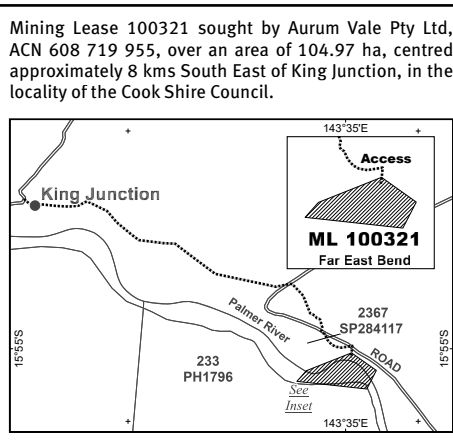 Mining Lease 100321 sought by Aurum Vale Pty Ltd,
ACN 608 719 955, over an area of 104.97 ha, centred
approximately 8 kms South East of King Junction, in the
locality of the Cook Shire Council.
143°35'E
Access
ML 100321
Far East Bend
King Junction
Palmer River
2367
SP284117
ROAD
15°55'S
15°55'S
233
PH1796
See
Inset
143°35'E